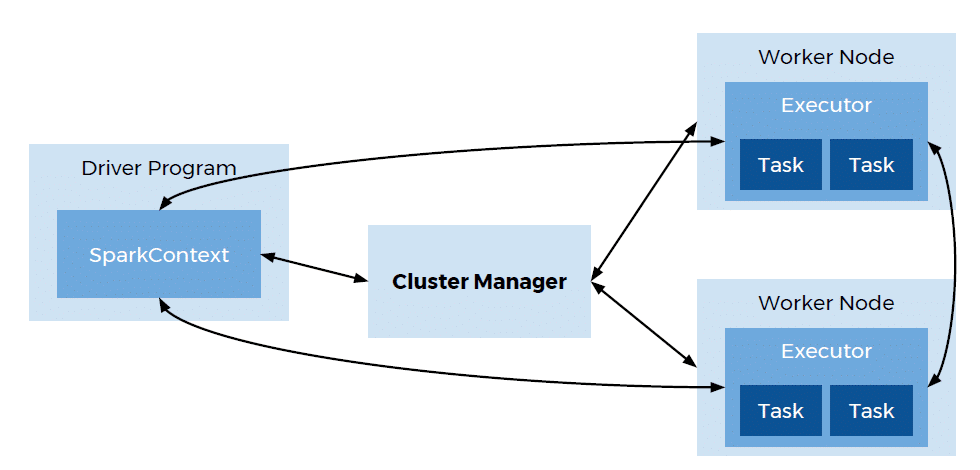 Driver Program
SparkContext
Cluster Manager
Worker Node
Executor
Task Task
Worker Node
Executor
Task Task